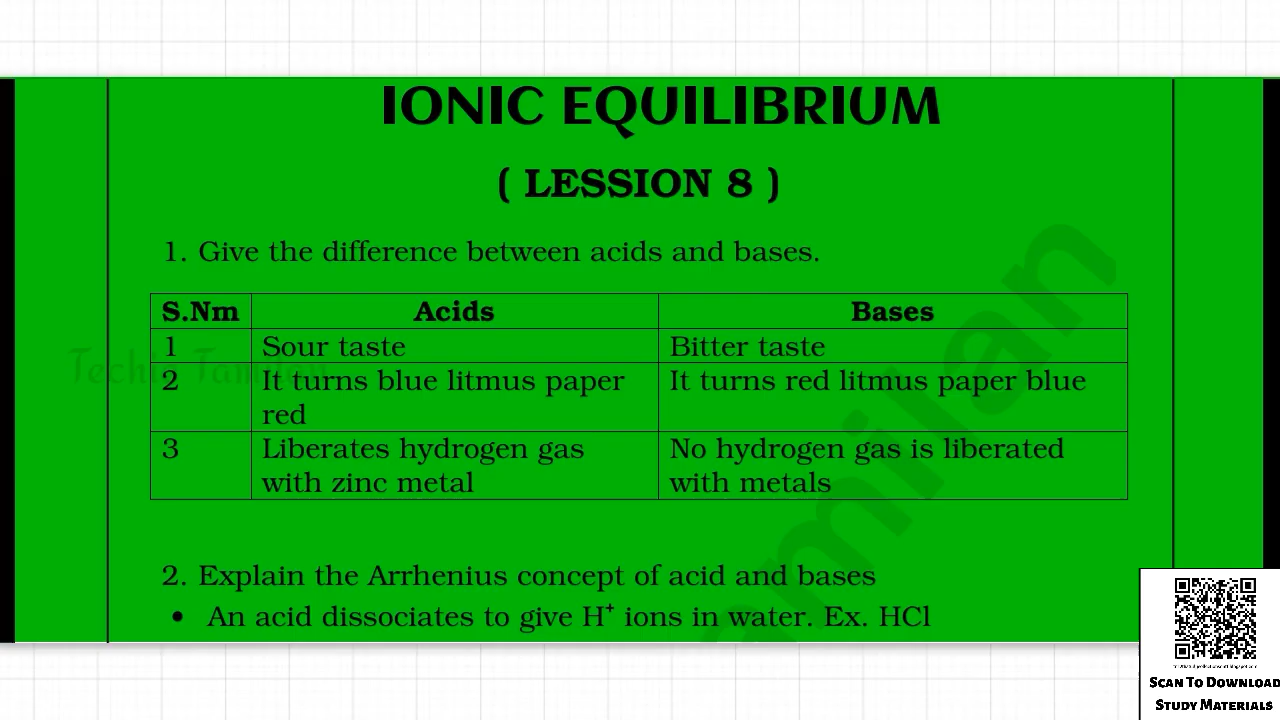 IONIC EQUILIBRIUM
( LESSION 8 )
1. Give the difference between acids and bases.
S.Nm Acids Bases
1 Sour taste Bitter taste
2 It turns blue litmus paper It turns red litmus paper blue
red
3 Liberates hydrogen gas No hydrogen gas is liberated
with zinc metal with metals
Tamilan
2. Explain the Arrhenius concept of acid and bases
• An acid dissociates to give H⁺ ions in water. Ex. HCl
amilan
SCAN TO DOWNLOAD
STUDY MATERIALS